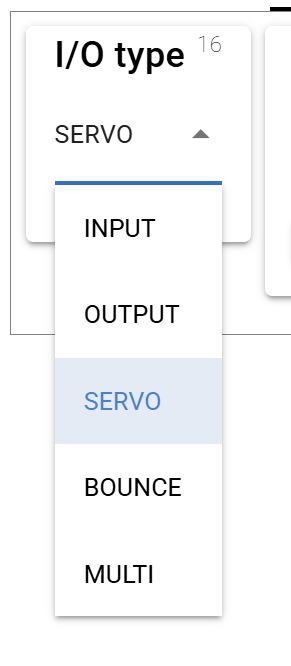 I/O type 16
SERVO
INPUT
OUTPUT
SERVO
BOUNCE
MULTI